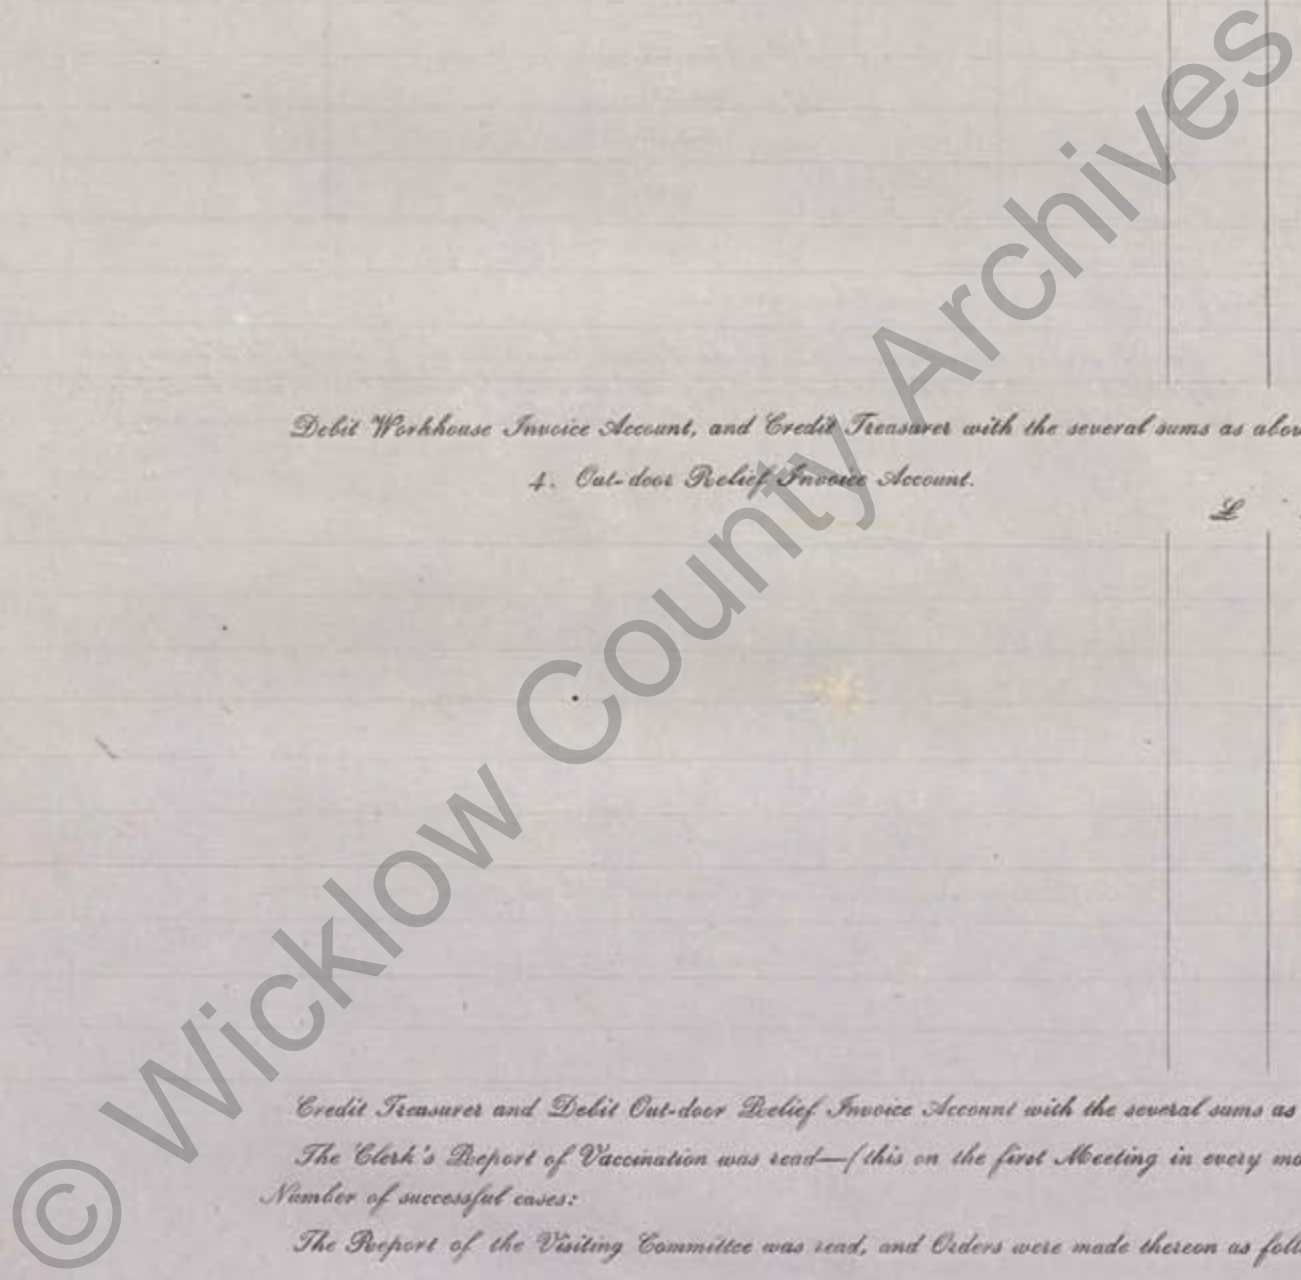 Debit Workhouse Invoice Account, and Credit Treasurer with the several sums as abov
4. Out-door Relief Invoice Account.
£
Credit Treasurer and Debit Out-door Relief Invoice Account with the several sums as
The Clerk's Report of Vaccination was read—(this on the first Meeting in every mo
Number of successful cases:
The Report of the Visiting Committee was read, and Orders were made thereon as foll
© Wicklow County Archives